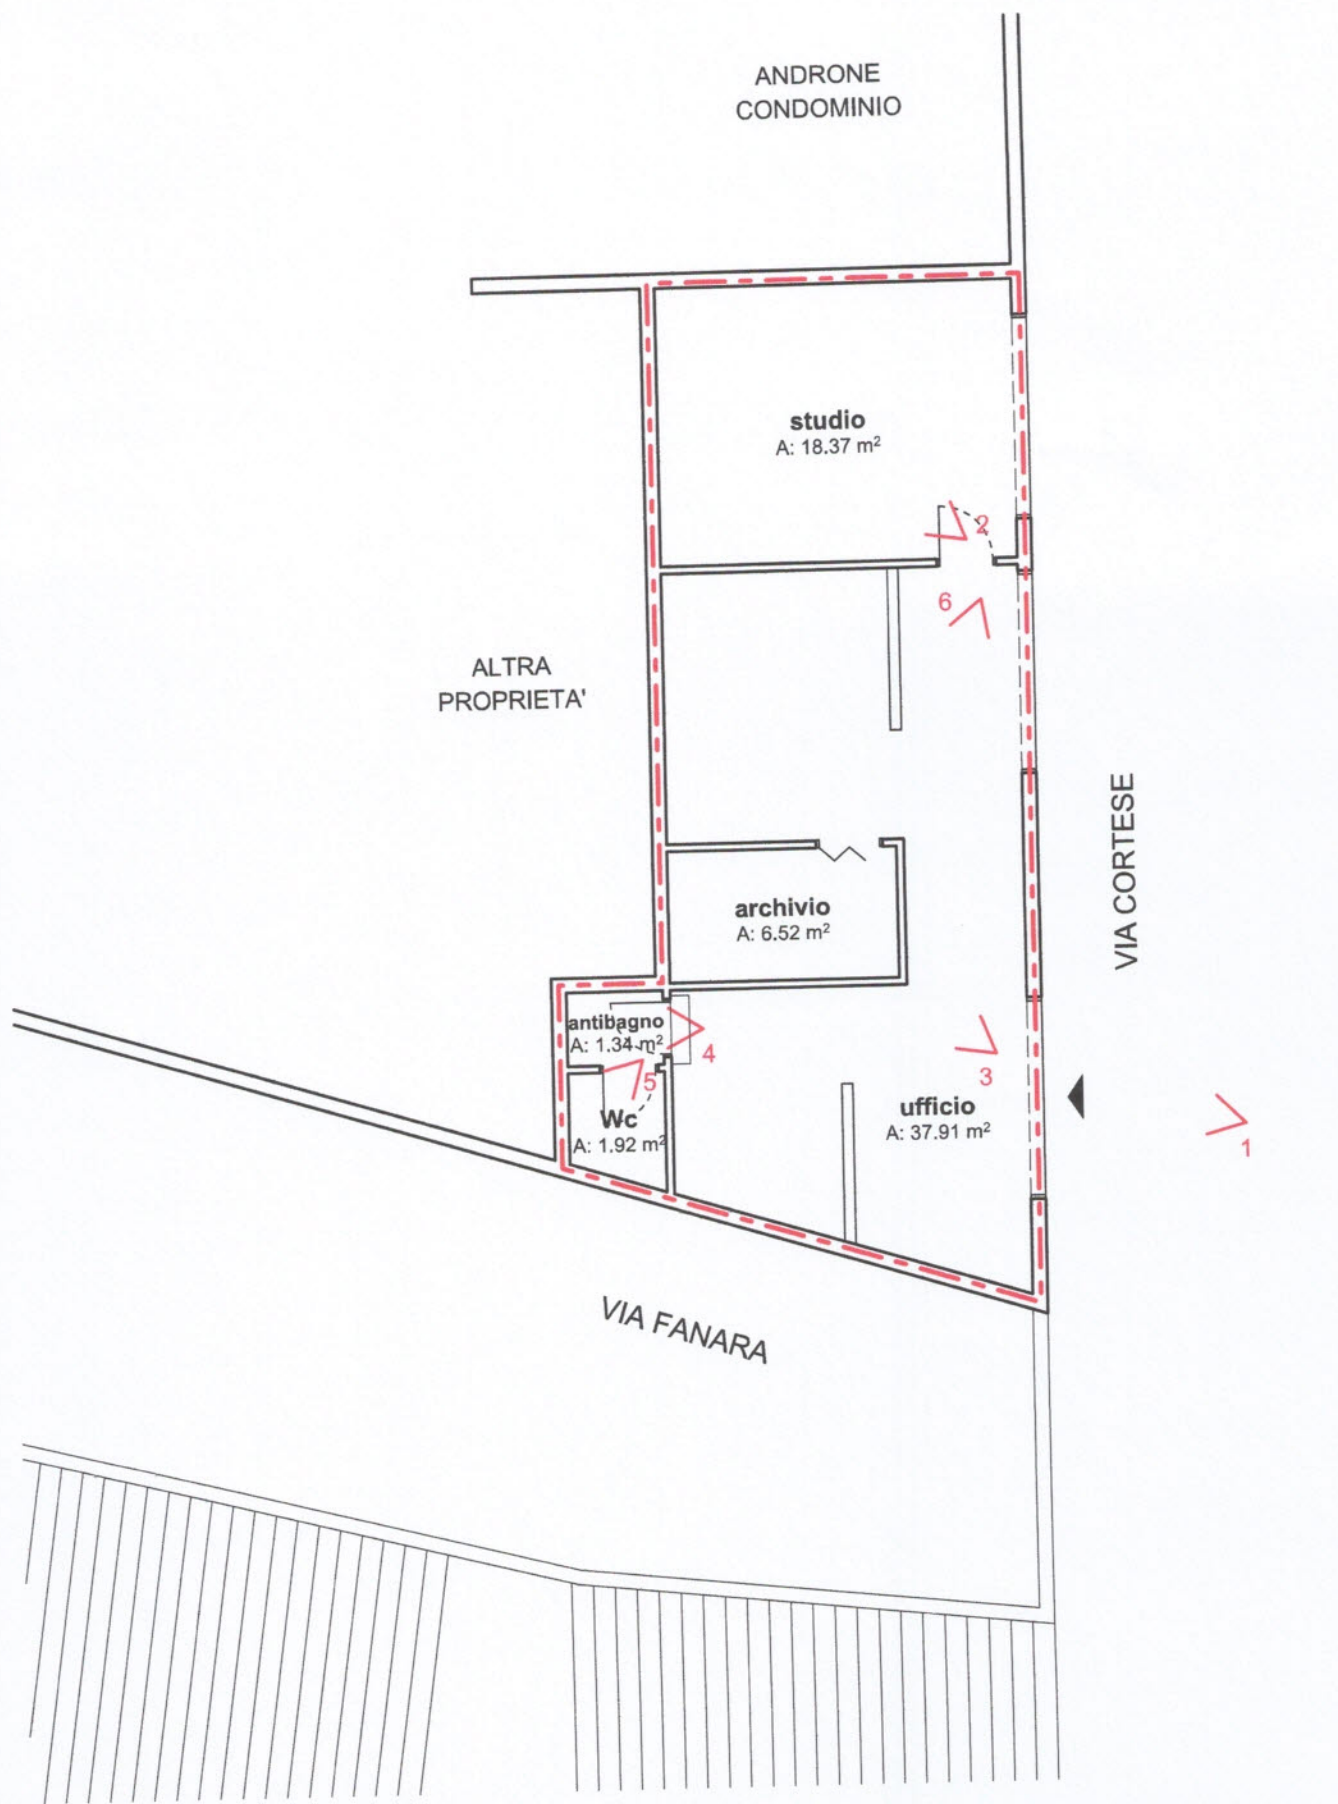 ANDRONE
CONDOMINIO
studio
A: 18.37 m²
2
6
ALTRA
PROPRIETA'
VIA CORTESE
archivio
A: 6.52 m²
antibagno
A: 1.34 m²
4
3
5
Wc
A: 1.92 m²
ufficio
A: 37.91 m²
1
VIA FANARA